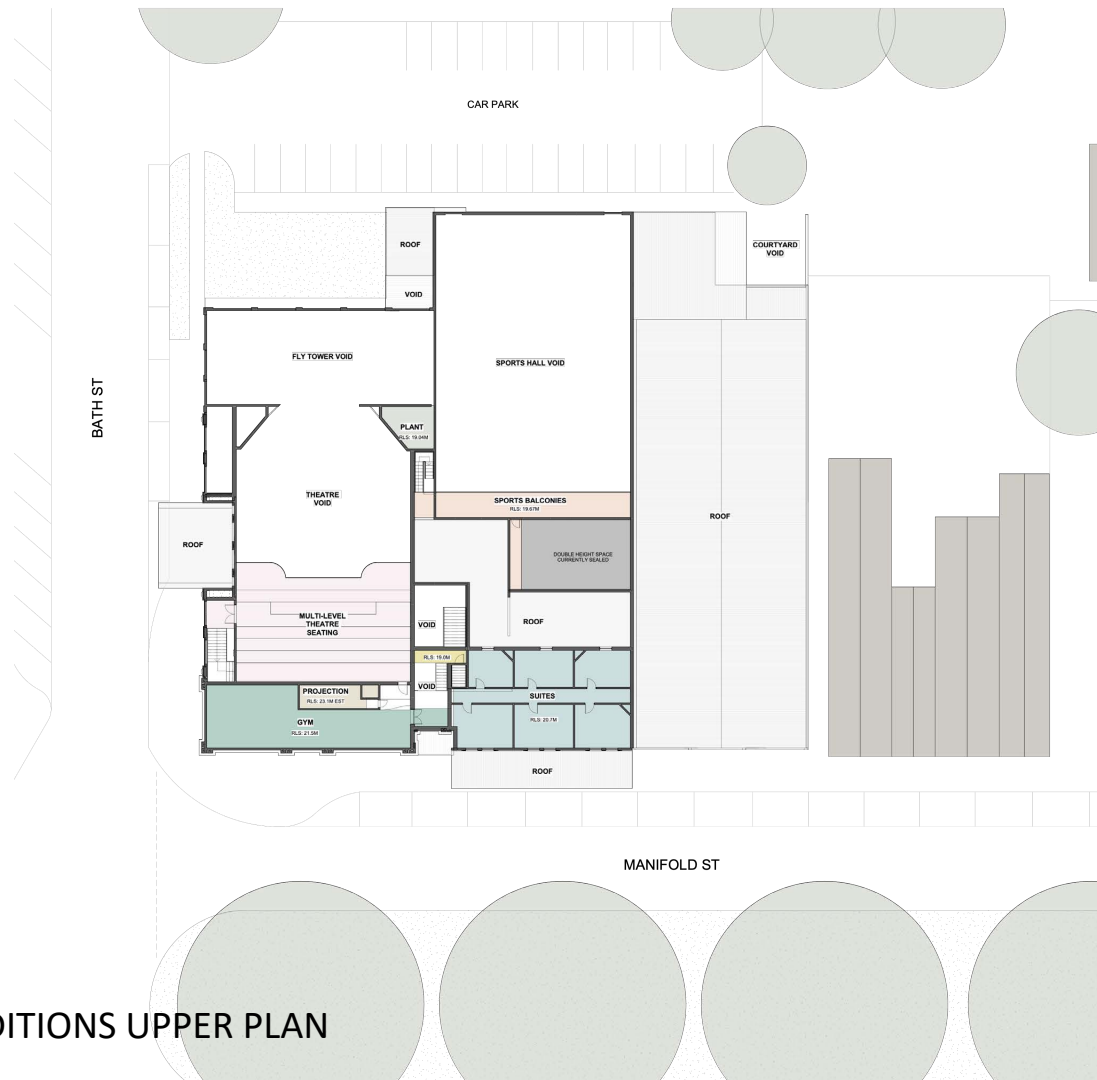 CAR PARK
ROOF
COURTYARD
VOID
VOID
FLY TOWER VOID
SPORTS HALL VOID
BATH ST
PLANT
RLS: 19.04M
THEATRE
VOID
SPORTS BALCONIES
RLS: 19.67M
ROOF
ROOF
DOUBLE HEIGHT SPACE
CURRENTLY SEALED
MULTI-LEVEL
THEATRE
SEATING
VOID
ROOF
RLS: 19.0M
VOID
PROJECTION
RLS: 23.1M EST
SUITES
GYM
RLS: 21.5M
RLS: 20.7M
ROOF
MANIFOLD ST
DITIONS UPPER PLAN